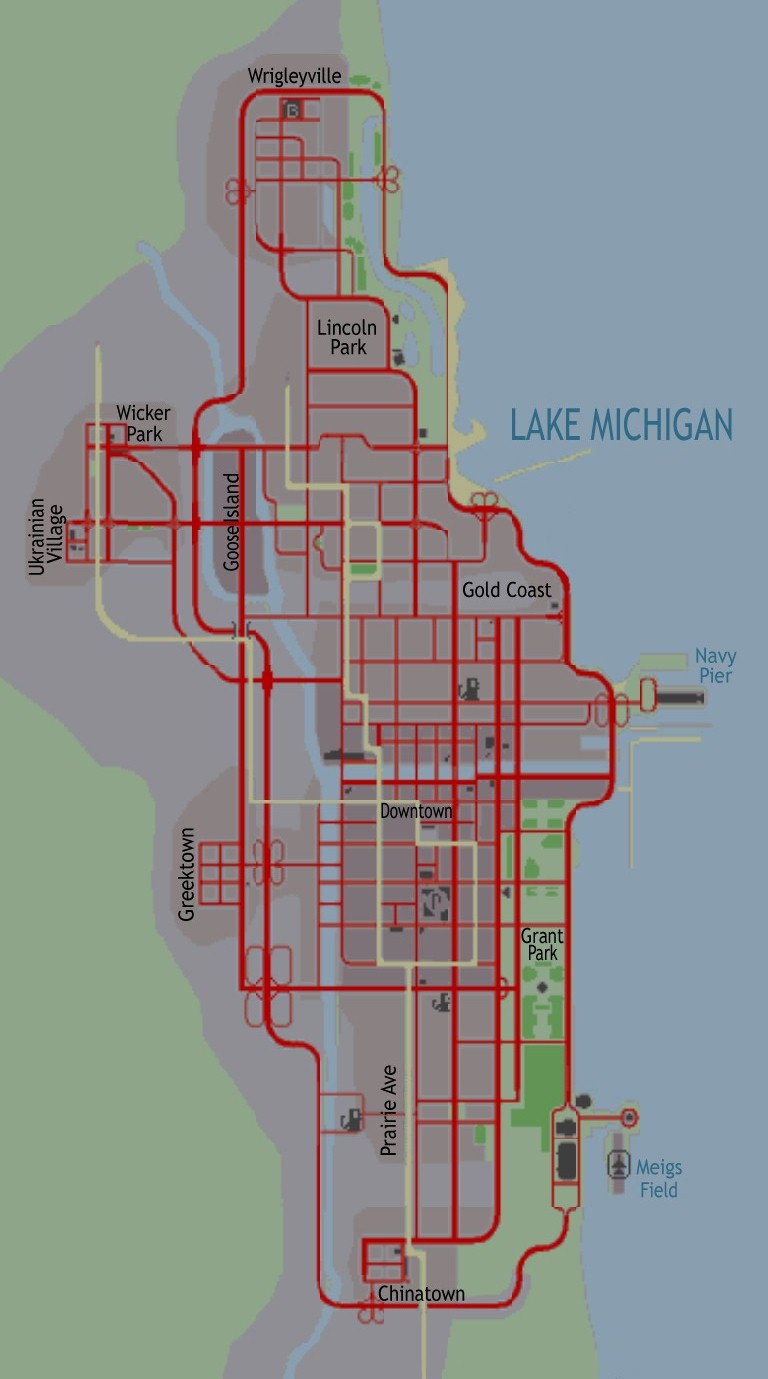 Wrigleyville
Lincoln
Park
Wicker
Park
LAKE MICHIGAN
Ukrainian
Village
Goose Island
Gold Coast
Navy
Pier
Downtown
Greektown
Grant
Park
Prairie Ave
Meigs
Field
Chinatown